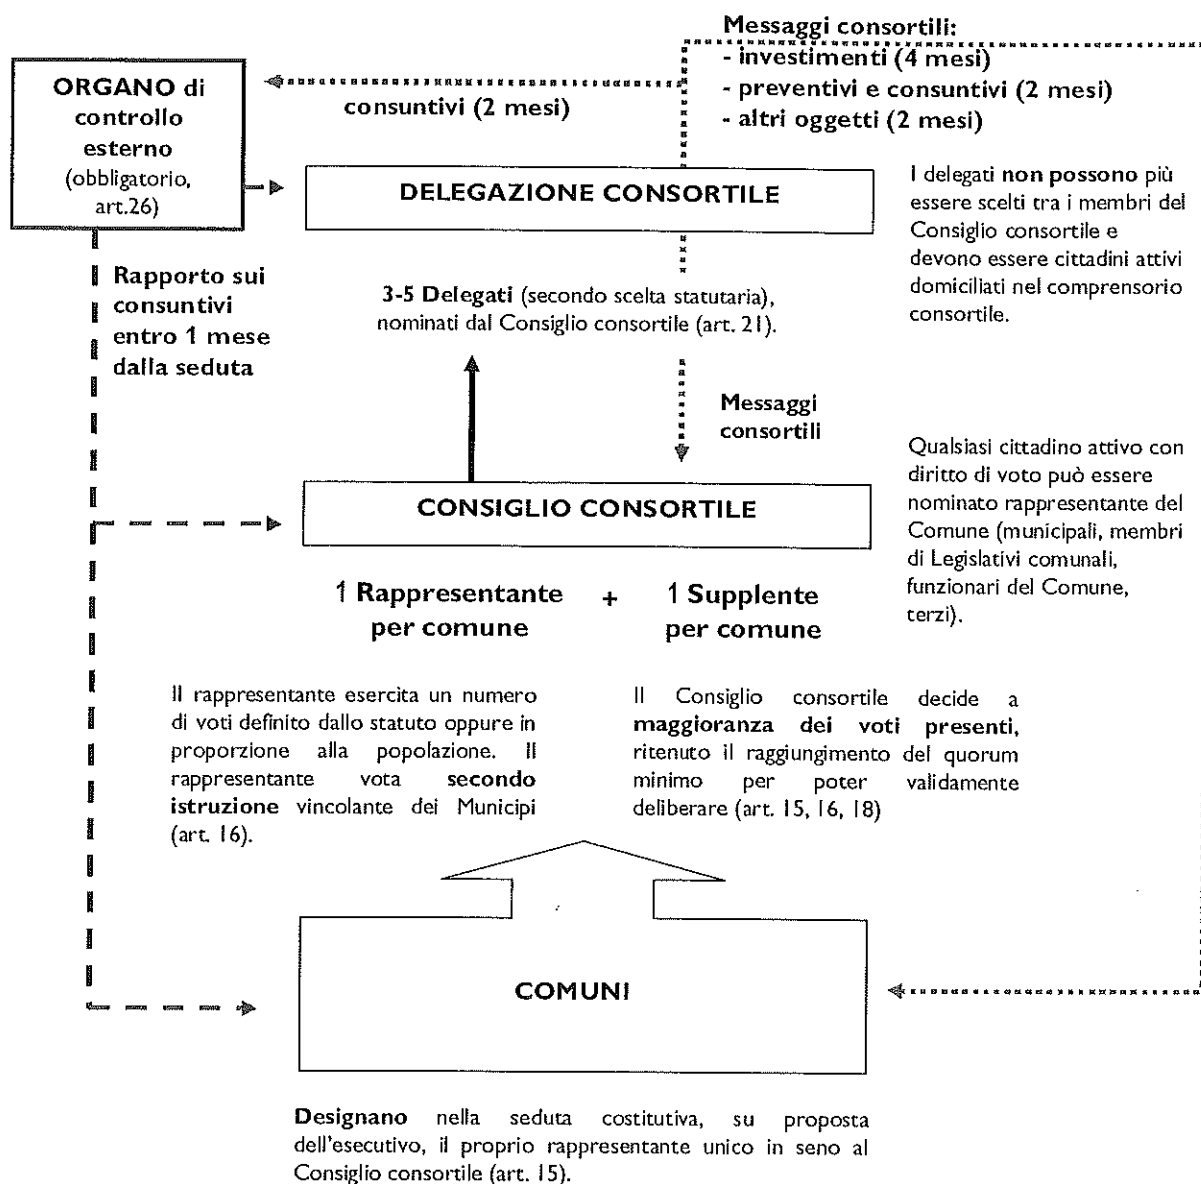 Messaggi consortili:
- investimenti (4 mesi)
- preventivi e consuntivi (2 mesi)
- altri oggetti (2 mesi)
ORGANO di
controllo
esterno
(obbligatorio,
art.26)
consuntivi (2 mesi)
DELEGAZIONE CONSORTILE
I delegati non possono più
essere scelti tra i membri del
Consiglio consortile e
devono essere cittadini attivi
domiciliati nel comprensorio
consortile.
Rapporto sui
consuntivi
entro 1 mese
dalla seduta
3-5 Delegati (secondo scelta statutaria),
nominati dal Consiglio consortile (art. 21).
Messaggi
consortili
CONSIGLIO CONSORTILE
Qualsiasi cittadino attivo con
diritto di voto può essere
nominato rappresentante del
Comune (municipali, membri
di Legislativi comunali,
funzionari del Comune,
terzi).
1 Rappresentante
per comune
+
1 Supplente
per comune
Il rappresentante esercita un numero
di voti definito dallo statuto oppure in
proporzione alla popolazione. Il
rappresentante vota secondo
istruzione vincolante dei Municipi
(art. 16).
Il Consiglio consortile decide a
maggioranza dei voti presenti,
ritenuto il raggiungimento del quorum
minimo per poter validamente
deliberare (art. 15, 16, 18)
COMUNI
Designano nella seduta costitutiva, su proposta
dell'esecutivo, il proprio rappresentante unico in seno al
Consiglio consortile (art. 15).